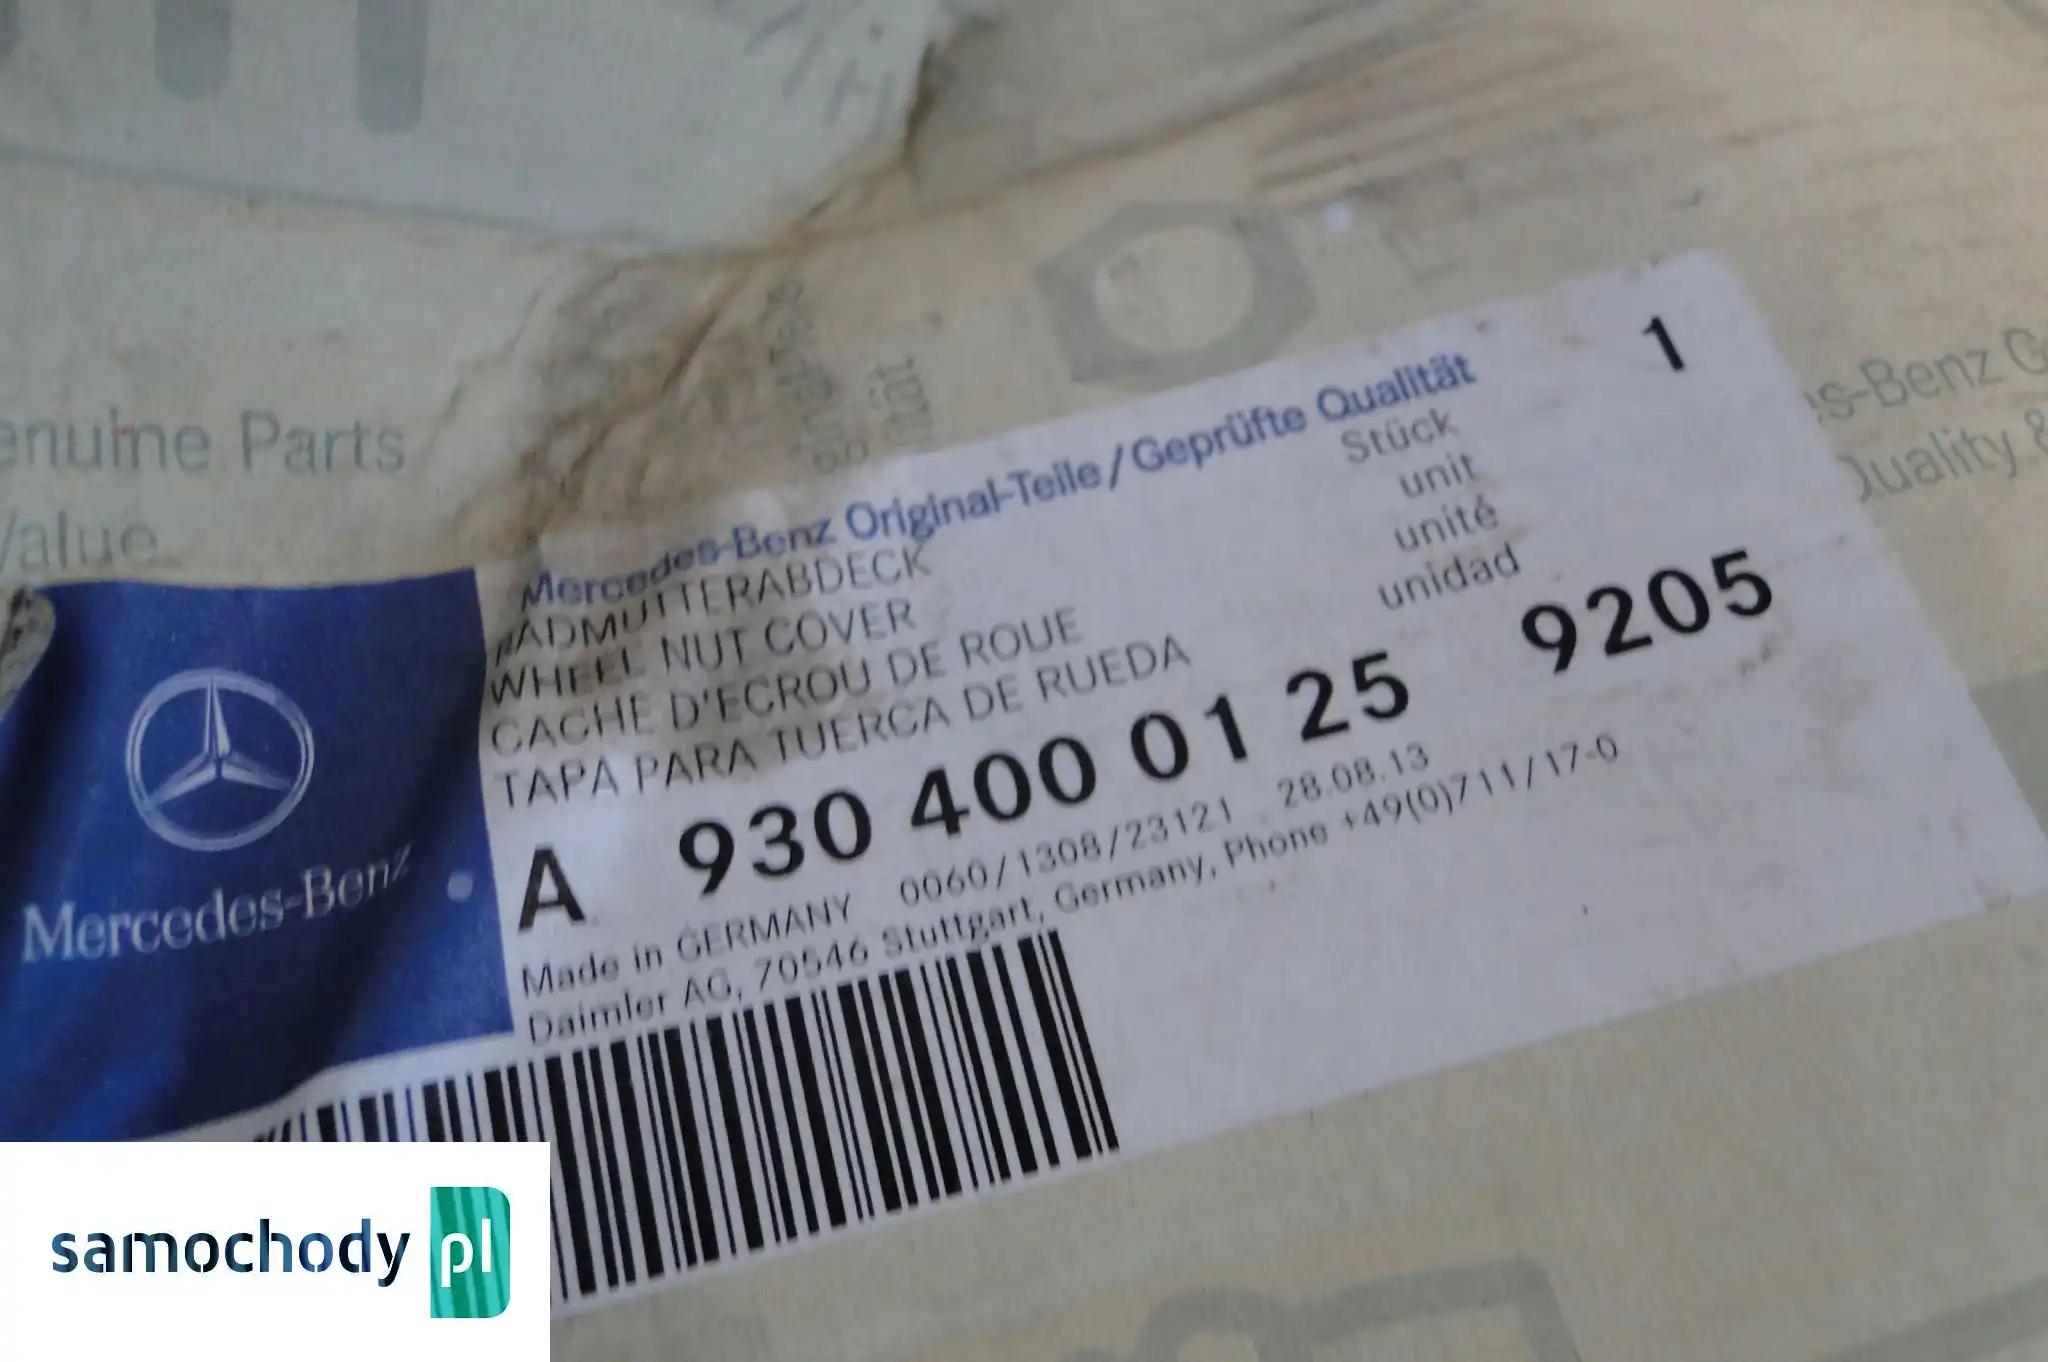 enuine Parts
Value
Mercedes-Benz Original-Teile/Geprüfte Qualität
1
RADMUTTERABDECK
WHEEL NUT COVER
CACHE D'ECROU DE ROUE
TAPA PARA TUERCA DE RUEDA
Stück
unit
unité
unidad
A 930 400 01 25 9205
Made in GERMANY 0060/1308/23121 28.08.13
Daimler AG, 70546 Stuttgart, Germany, Phone +49(0)711/17-0
Mercedes-Benz
es-Benz G
Quality &
samochody pl